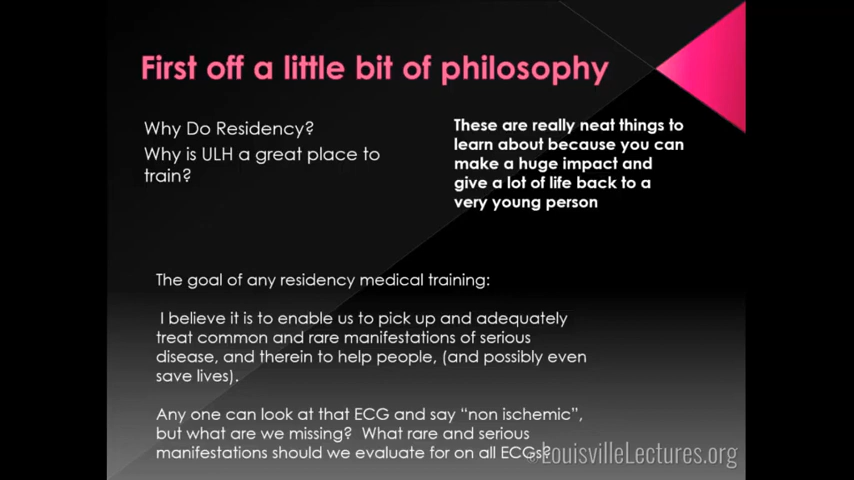 First off a little bit of philosophy
Why Do Residency?
Why is ULH a great place to
train?
These are really neat things to
learn about because you can
make a huge impact and
give a lot of life back to a
very young person
The goal of any residency medical training:
I believe it is to enable us to pick up and adequately
treat common and rare manifestations of serious
disease, and therein to help people, (and possibly even
save lives).
Any one can look at that ECG and say “non ischemic”,
but what are we missing? What rare and serious
manifestations should we evaluate for on all ECGs?
LouisvilleLectures.org